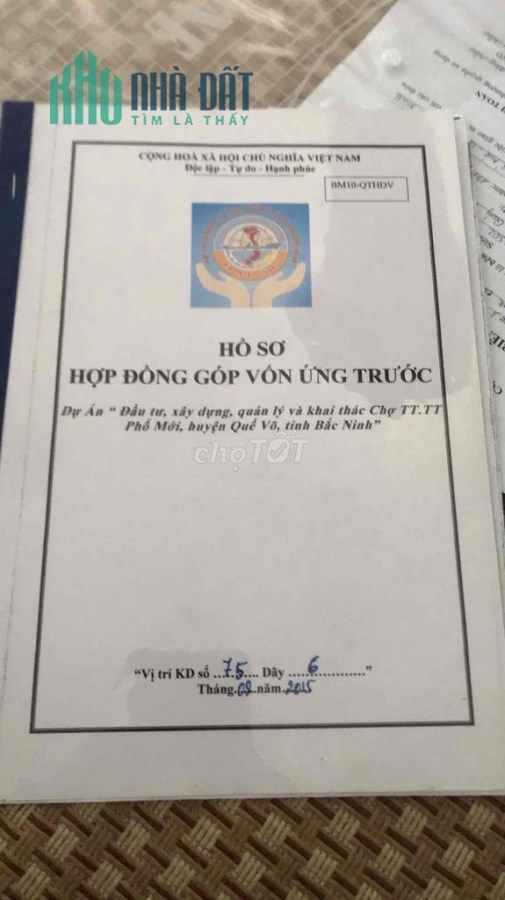 KHO NHÀ ĐẤT
TÌM LÀ THẤY
CỘNG HOÀ XÃ HỘI CHỦ NGHĨA VIỆT NAM
Độc lập - Tự do - Hạnh phúc
BM10-QTHDV
HỒ SƠ
HỢP ĐỒNG GÓP VỐN ỨNG TRƯỚC
Dự Án “ Đầu tư, xây dựng, quản lý và khai thác Chợ TT.TT
Phố Mới, huyện Quế Võ, tỉnh Bắc Ninh”
chợTỐT
“Vị trí KD số ...75.... Dãy ......6............”
Tháng.02.năm.2015